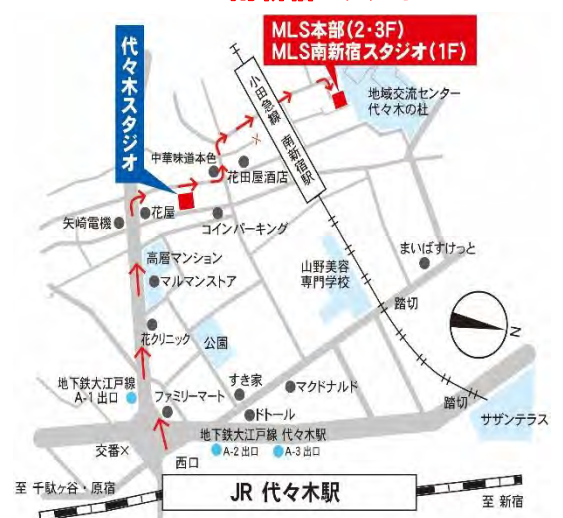 MLS本部(2・3F)
MLS南新宿スタジオ(1F)
代々木スタジオ
小田急線 南新宿駅
地域交流センター
代々木の杜
中華味道本色
花田屋酒店
矢崎電機
花屋
コインパーキング
高層マンション
マルマンストア
山野美容
専門学校
まいばすけっと
踏切
花クリニック
公園
N
地下鉄大江戸線
A-1出口
ファミリーマート
すき家
マクドナルド
ドトール
踏切
サザンテラス
交番×
地下鉄大江戸線 代々木駅
A-2出口
A-3出口
西口
至 千駄ヶ谷・原宿
JR 代々木駅
至 新宿